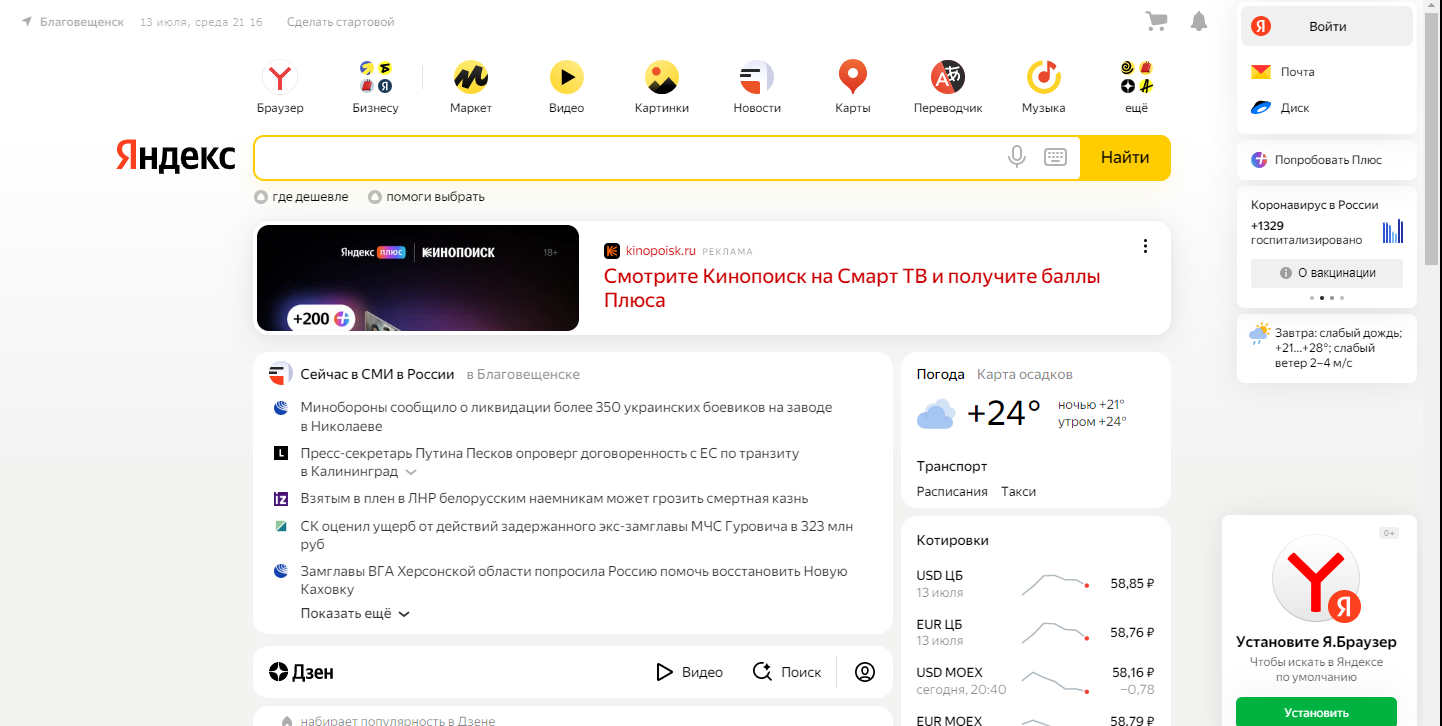 Благовещенск 13 июля, среда 21 16 Сделать стартовой
Войти
Почта
Диск
Браузер Бизнесу Маркет Видео Картинки Новости Карты Переводчик Музыка ещё
Яндекс Найти
где дешевле помоги выбрать
Попробовать Плюс
Коронавирус в России
+1329
госпитализировано
О вакцинации
Яндекс плюс КИНОПОИСК 18+
+200
kinopoisk.ru РЕКЛАМА
Смотрите Кинопоиск на Смарт ТВ и получите баллы
Плюса
Завтра: слабый дождь;
+21...+28°; слабый
ветер 2–4 м/с
Сейчас в СМИ в России в Благовещенске
Минобороны сообщило о ликвидации более 350 украинских боевиков на заводе
в Николаеве
Пресс-секретарь Путина Песков опроверг договоренность с ЕС по транзиту
в Калининград
Взятым в плен в ЛНР белорусским наемникам может грозить смертная казнь
СК оценил ущерб от действий задержанного экс-замглавы МЧС Гуровича в 323 млн
руб
Замглавы ВГА Херсонской области попросила Россию помочь восстановить Новую
Каховку
Показать ещё
Погода Карта осадков
+24° ночью +21°
утром +24°
Транспорт
Расписания Такси
Котировки
USD ЦБ 58,85 ₽
13 июля
EUR ЦБ 58,76 ₽
13 июля
USD MOEX 58,16 ₽
сегодня, 20:40 −0,78
EUR MOEX 58,79 ₽
Дзен Видео Поиск
набирает популярность в Дзене
0+
Я
Установите Я.Браузер
Чтобы искать в Яндексе
по умолчанию
Установить